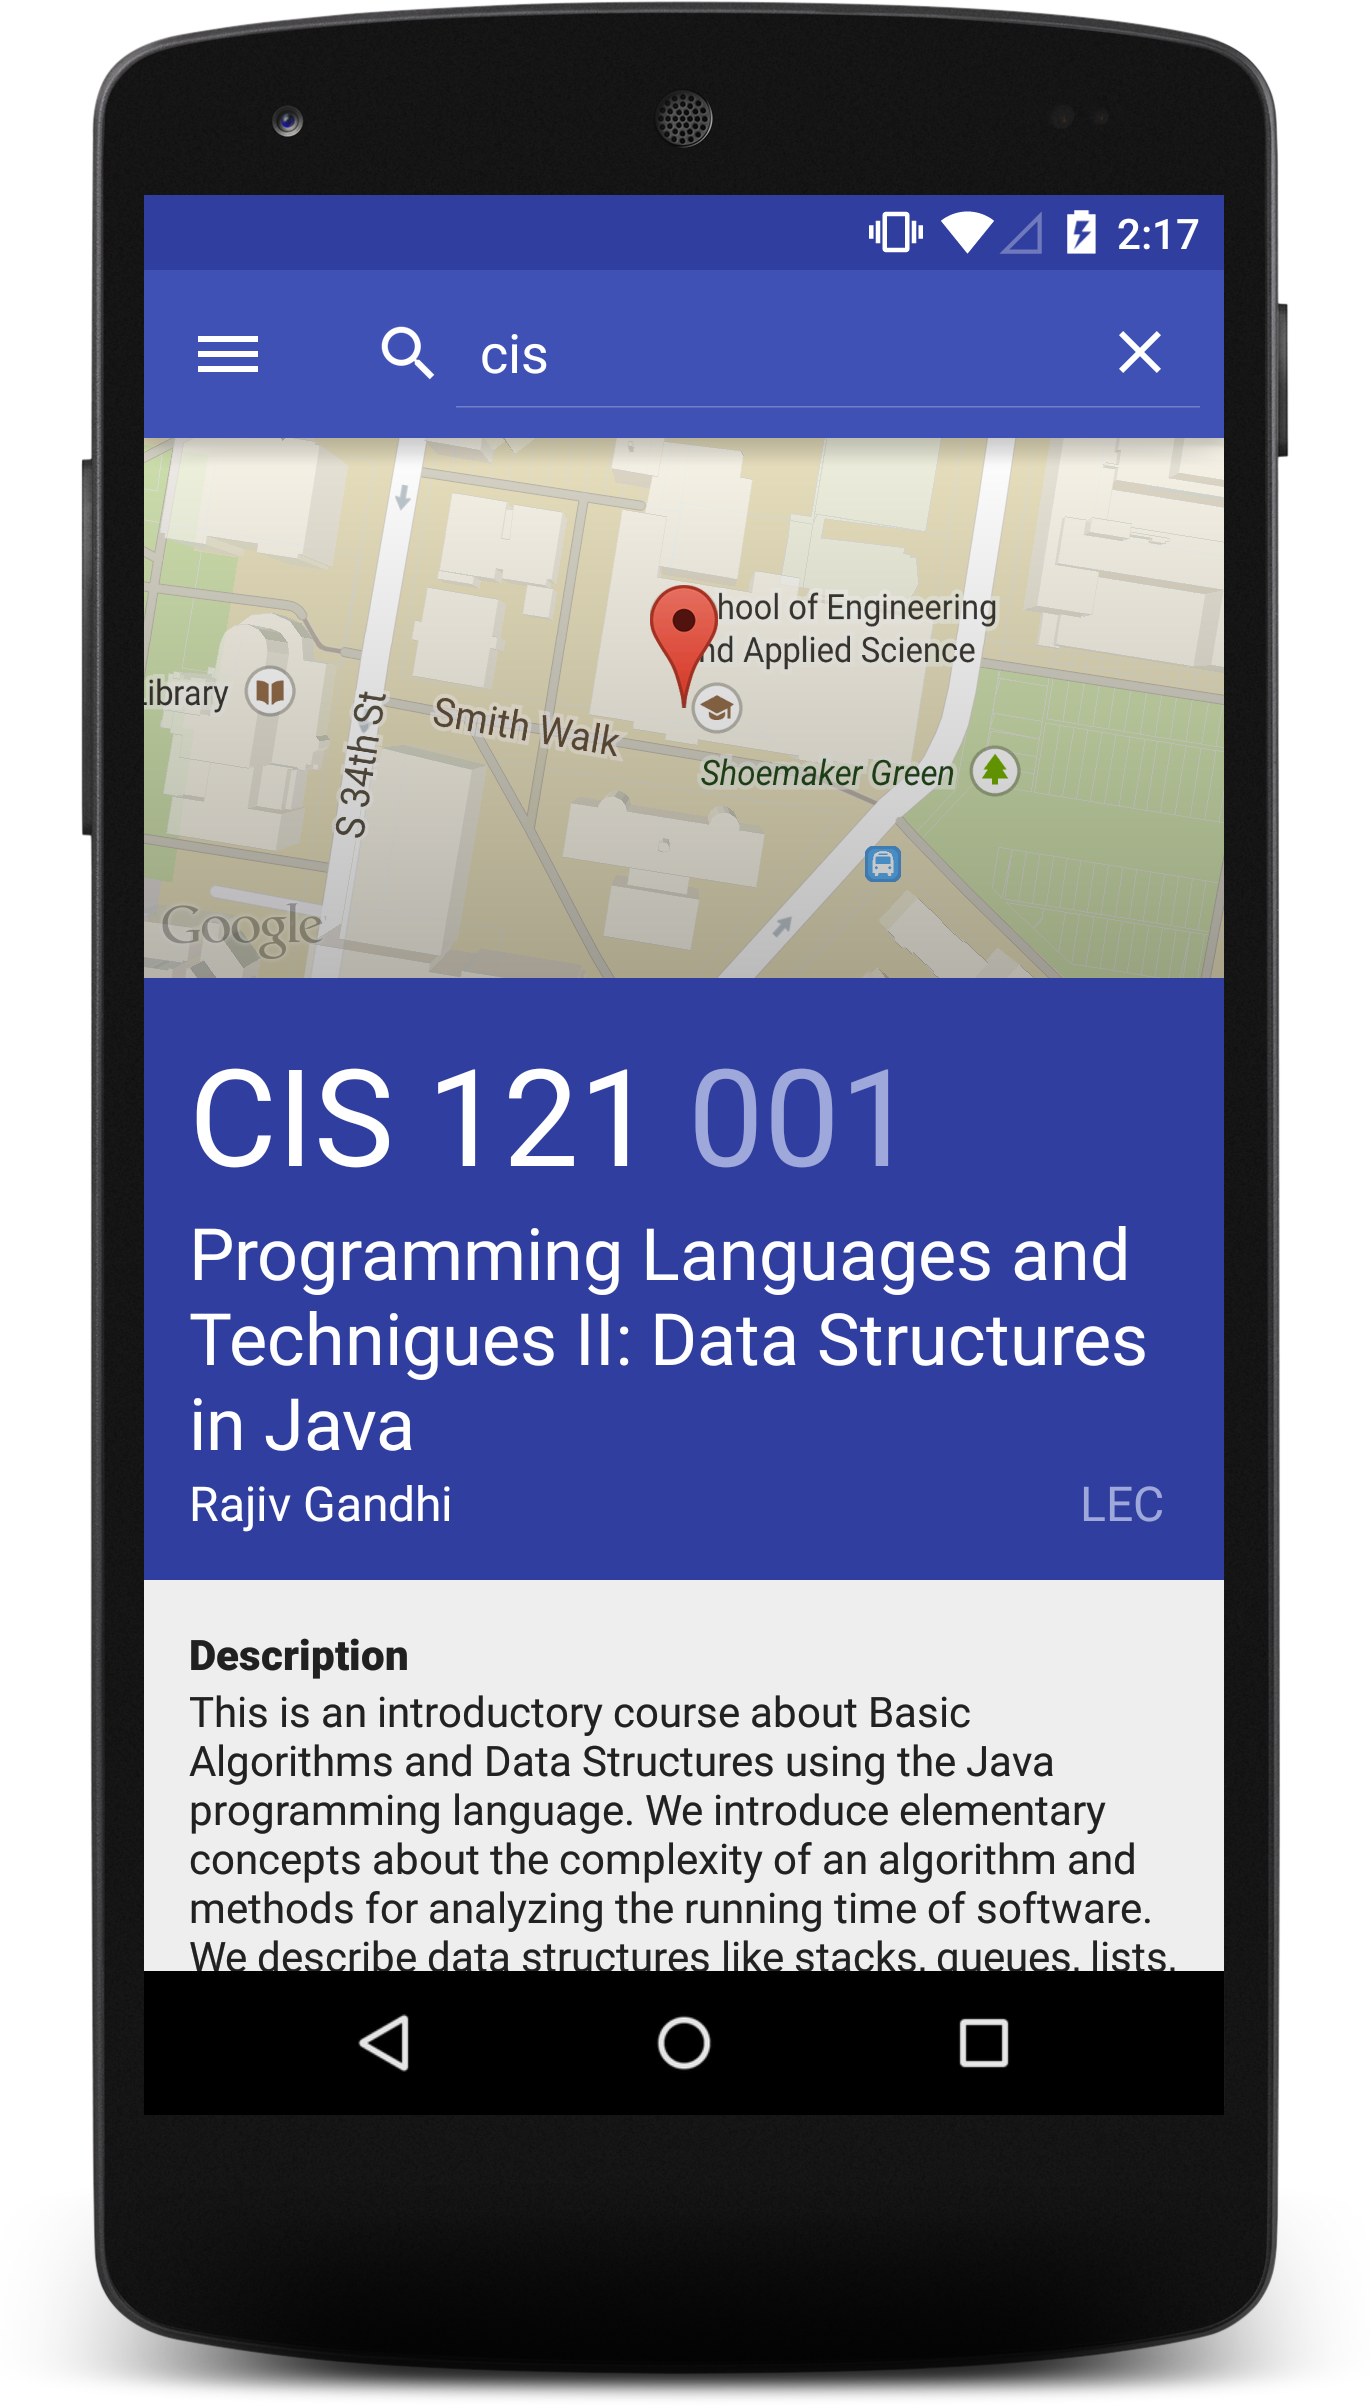 2:17
cis
hool of Engineering
nd Applied Science
ibrary
S 34th St
Smith Walk
Shoemaker Green
Google
CIS 121 001
Programming Languages and
Technigues II: Data Structures
in Java
Rajiv Gandhi LEC
Description
This is an introductory course about Basic
Algorithms and Data Structures using the Java
programming language. We introduce elementary
concepts about the complexity of an algorithm and
methods for analyzing the running time of software.
We describe data structures like stacks, queues, lists,